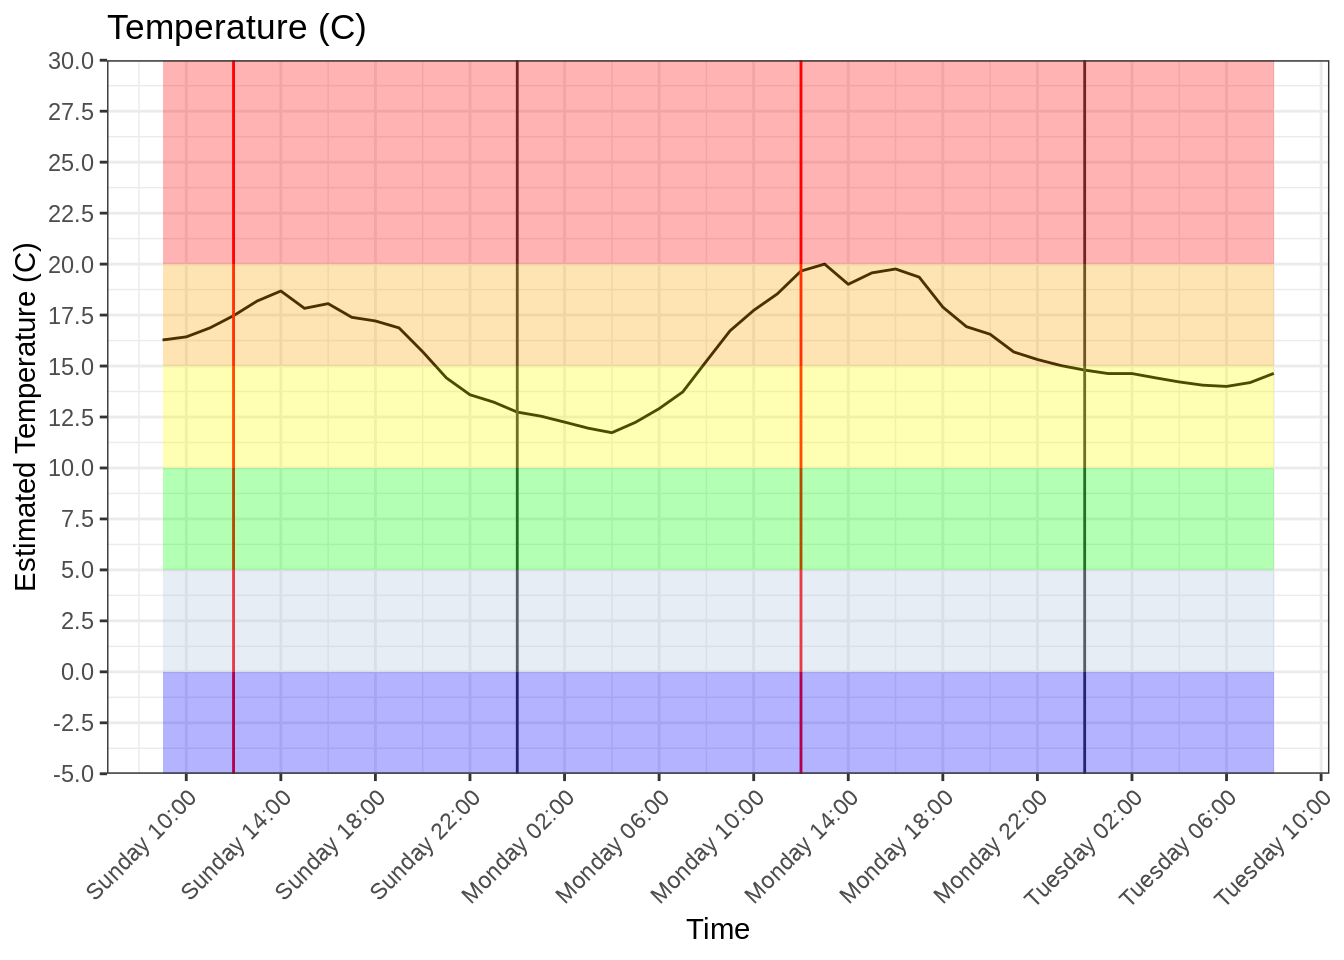 Temperature (C)
30.0
27.5
25.0
22.5
20.0
17.5
15.0
12.5
10.0
7.5
5.0
2.5
0.0
-2.5
-5.0
Estimated Temperature (C)
Sunday 10:00
Sunday 14:00
Sunday 18:00
Sunday 22:00
Monday 02:00
Monday 06:00
Monday 10:00
Monday 14:00
Monday 18:00
Monday 22:00
Tuesday 02:00
Tuesday 06:00
Tuesday 10:00
Time